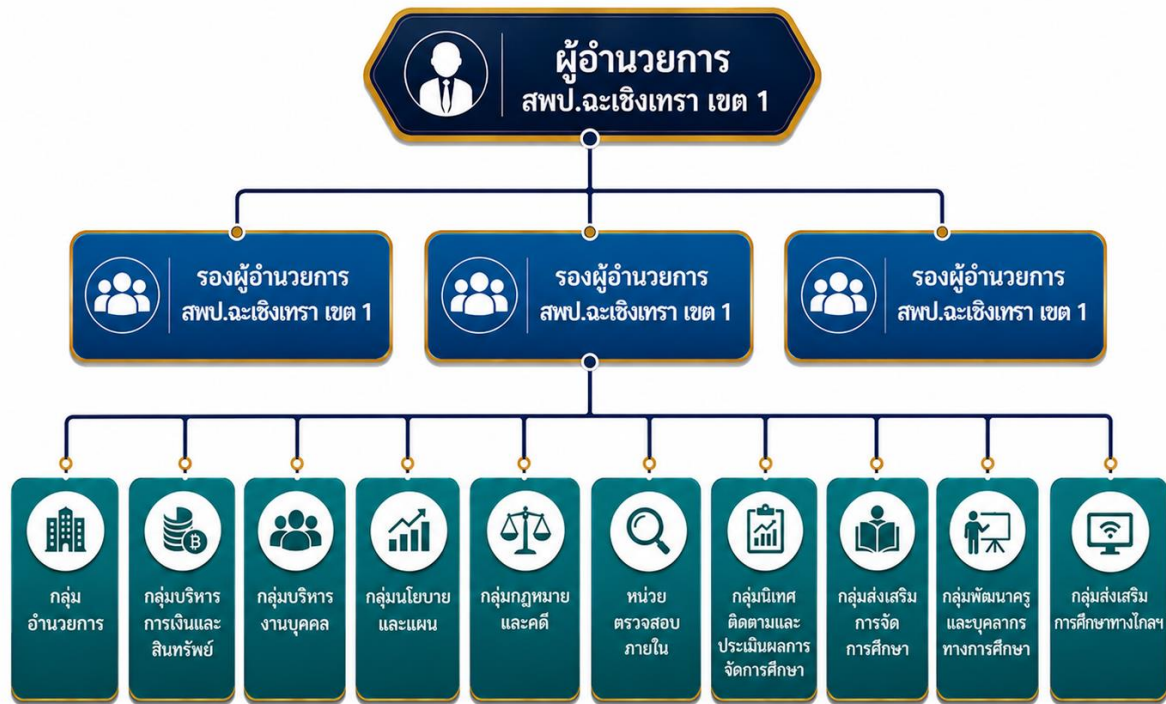 ผู้อำนวยการ
สพป.ฉะเชิงเทรา เขต 1
รองผู้อำนวยการ
สพป.ฉะเชิงเทรา เขต 1
รองผู้อำนวยการ
สพป.ฉะเชิงเทรา เขต 1
รองผู้อำนวยการ
สพป.ฉะเชิงเทรา เขต 1
กลุ่ม
อำนวยการ
กลุ่มบริหาร
การเงินและ
สินทรัพย์
กลุ่มบริหาร
งานบุคคล
กลุ่มนโยบาย
และแผน
กลุ่มกฎหมาย
และคดี
หน่วย
ตรวจสอบ
ภายใน
กลุ่มนิเทศ
ติดตามและ
ประเมินผลการ
จัดการศึกษา
กลุ่มส่งเสริม
การจัด
การศึกษา
กลุ่มพัฒนาครู
และบุคลากร
ทางการศึกษา
กลุ่มส่งเสริม
การศึกษาทางไกลฯ